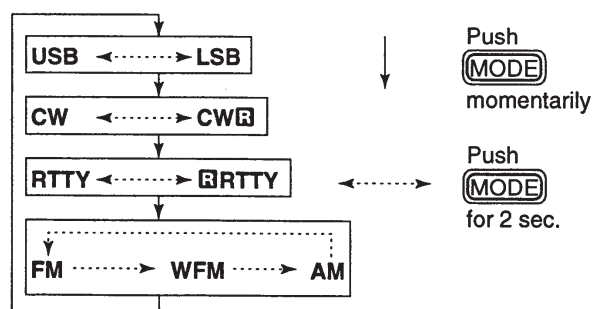 USB LSB
CW CWR
RTTY RRTTY
FM WFM AM
Push
MODE
momentarily
Push
MODE
for 2 sec.